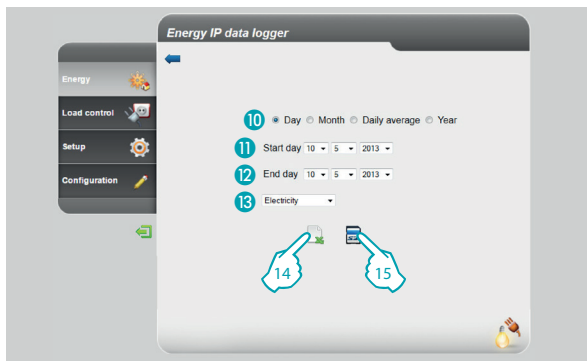 Energy IP data logger
Energy
Load control
Setup
Configuration
10 Day Month Daily average Year
11 Start day 10 5 2013
12 End day 10 5 2013
13 Electricity
14 15